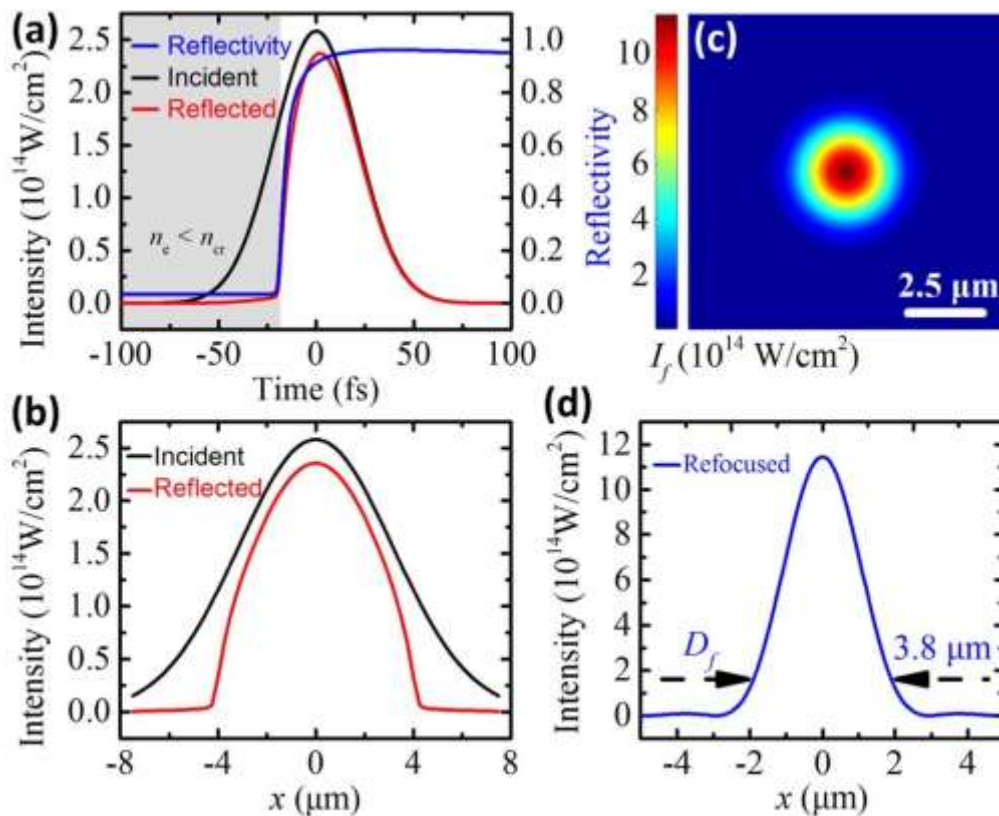 (a)
Intensity (10¹⁴W/cm²)
2.5
2.0
1.5
1.0
0.5
0.0
Reflectivity
Incident
Reflected
nₑ < n_cr
1.0
0.8
0.6
0.4
0.2
0.0
Reflectivity
-100 -50 0 50 100
Time (fs)
(c)
10
8
6
4
2
2.5 μm
I_f (10¹⁴ W/cm²)
(b)
Intensity (10¹⁴W/cm²)
2.5
2.0
1.5
1.0
0.5
0.0
Incident
Reflected
-8 -4 0 4 8
x (μm)
(d)
Intensity (10¹⁴W/cm²)
12
10
8
6
4
2
0
Refocused
D_f
3.8 μm
-4 -2 0 2 4
x (μm)